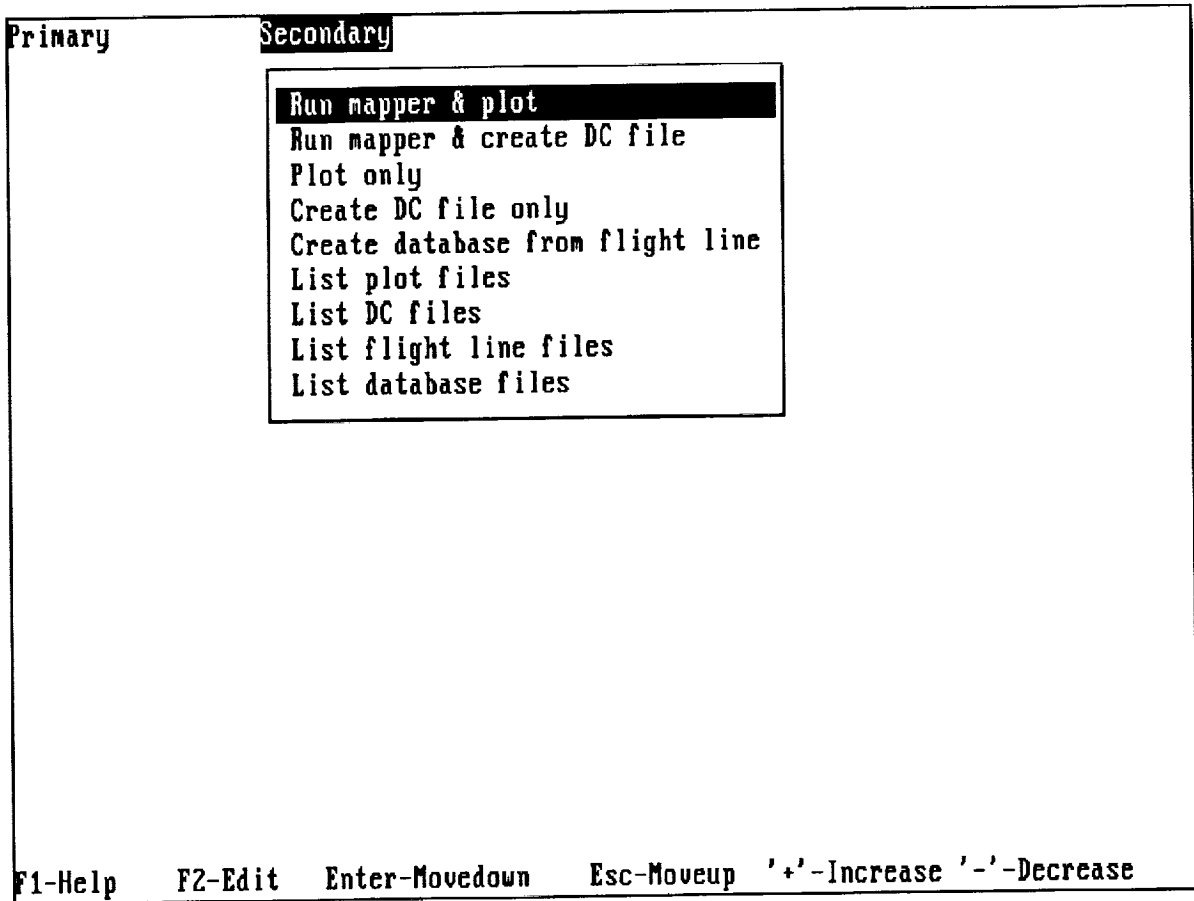 Primary Secondary
Run mapper & plot
Run mapper & create DC file
Plot only
Create DC file only
Create database from flight line
List plot files
List DC files
List flight line files
List database files
F1-Help F2-Edit Enter-Movedown Esc-Moveup '+'-Increase '-'-Decrease